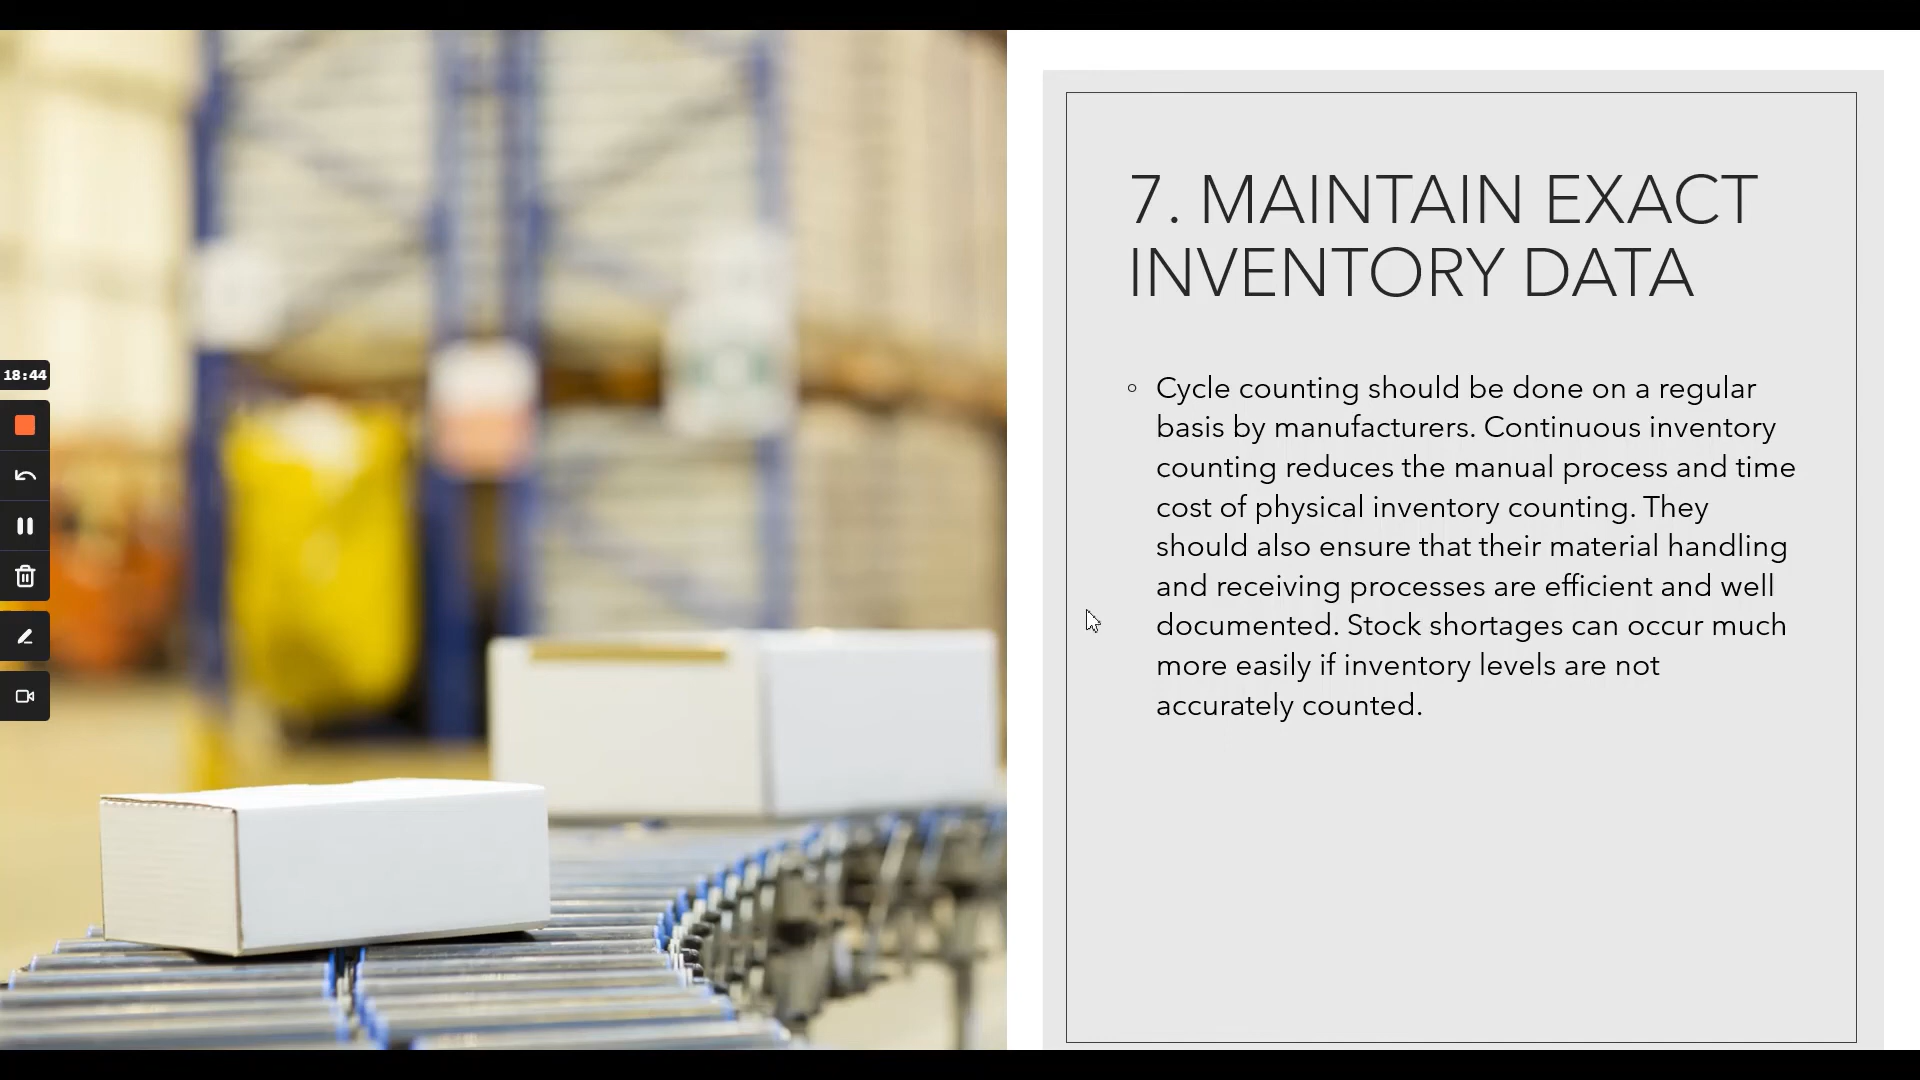 7. MAINTAIN EXACT
INVENTORY DATA
18:44
Cycle counting should be done on a regular
basis by manufacturers. Continuous inventory
counting reduces the manual process and time
cost of physical inventory counting. They
should also ensure that their material handling
and receiving processes are efficient and well
documented. Stock shortages can occur much
more easily if inventory levels are not
accurately counted.